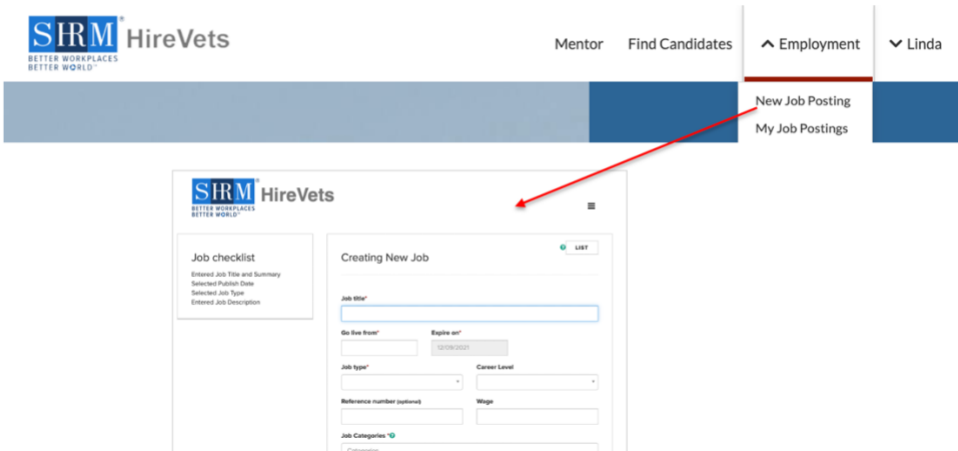 SHRM® HireVets
BETTER WORKPLACES
BETTER WORLD™
Mentor Find Candidates Employment Linda
New Job Posting
My Job Postings
SHRM® HireVets
BETTER WORKPLACES
BETTER WORLD™
LIST
Job checklist
Entered Job Title and Summary
Selected Publish Date
Selected Job Type
Entered Job Description
Creating New Job
Job title*
Go live from* Expire on*
12/09/2021
Job type* Career Level
Reference number (optional) Wage
Job Categories *
Categories